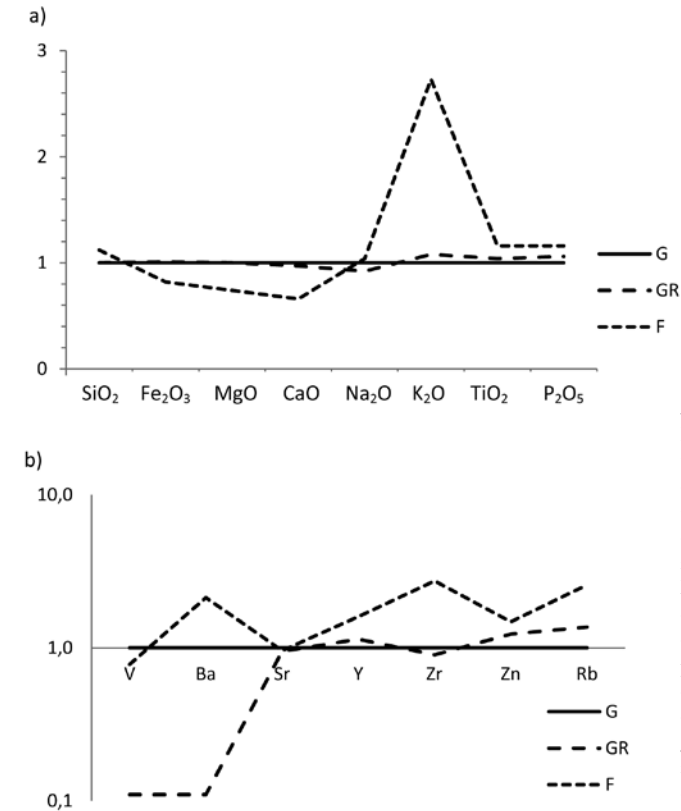 a)
3
2
1
0
SiO₂ Fe₂O₃ MgO CaO Na₂O K₂O TiO₂ P₂O₅
G
GR
F
b)
10,0
1,0
0,1
V Ba Sr Y Zr Zn Rb
G
GR
F